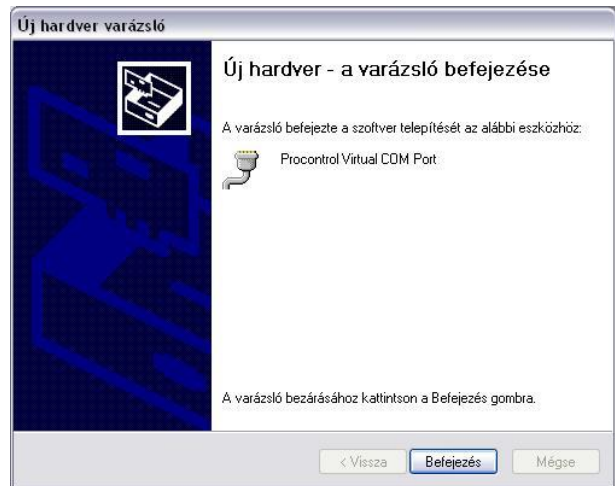 Új hardver varázsló
Új hardver - a varázsló befejezése
A varázsló befejezte a szoftver telepítését az alábbi eszközhöz:
Procontrol Virtual COM Port
A varázsló bezárásához kattintson a Befejezés gombra.
< Vissza Befejezés Mégse